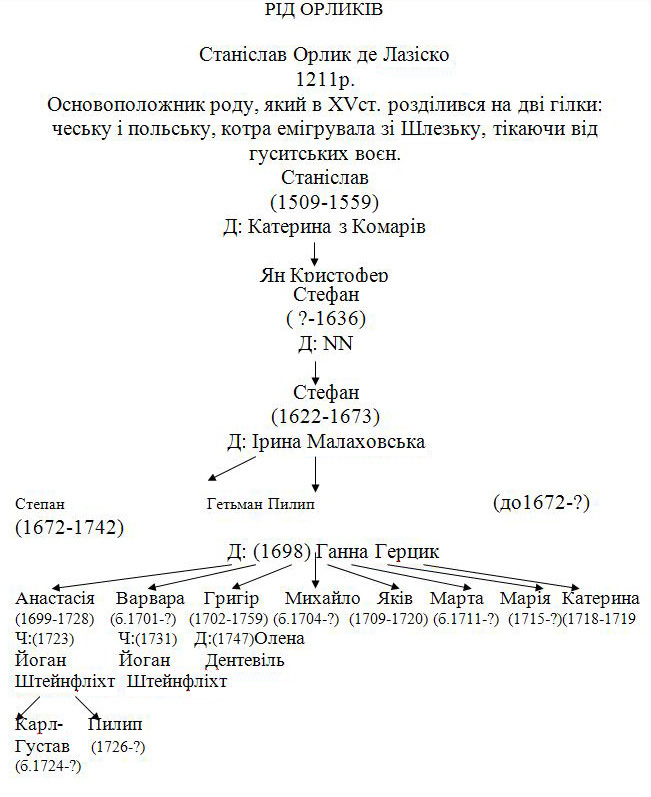 РІД ОРЛИКІВ
Станіслав Орлик де Лазіско
1211р.
Основоположник роду, який в XVст. розділився на дві гілки:
чеську і польську, котра емігрувала зі Шлезьку, тікаючи від
гуситських воєн.
Станіслав
(1509-1559)
Д: Катерина з Комарів
Ян Кристофер
Стефан
( ?-1636)
Д: NN
Стефан
(1622-1673)
Д: Ірина Малаховська
Степан Гетьман Пилип (до1672-?)
(1672-1742)
Д: (1698) Ганна Герцик
Анастасія Варвара Григір Михайло Яків Марта Марія Катерина
(1699-1728) (б.1701-?) (1702-1759) (б.1704-?) (1709-1720) (б.1711-?) (1715-?) (1718-1719
Ч:(1723) Ч:(1731) Д:(1747)Олена
Йоган Йоган Дентевіль
Штейнфліхт Штейнфліхт
Карл- Пилип
Густав (1726-?)
(б.1724-?)